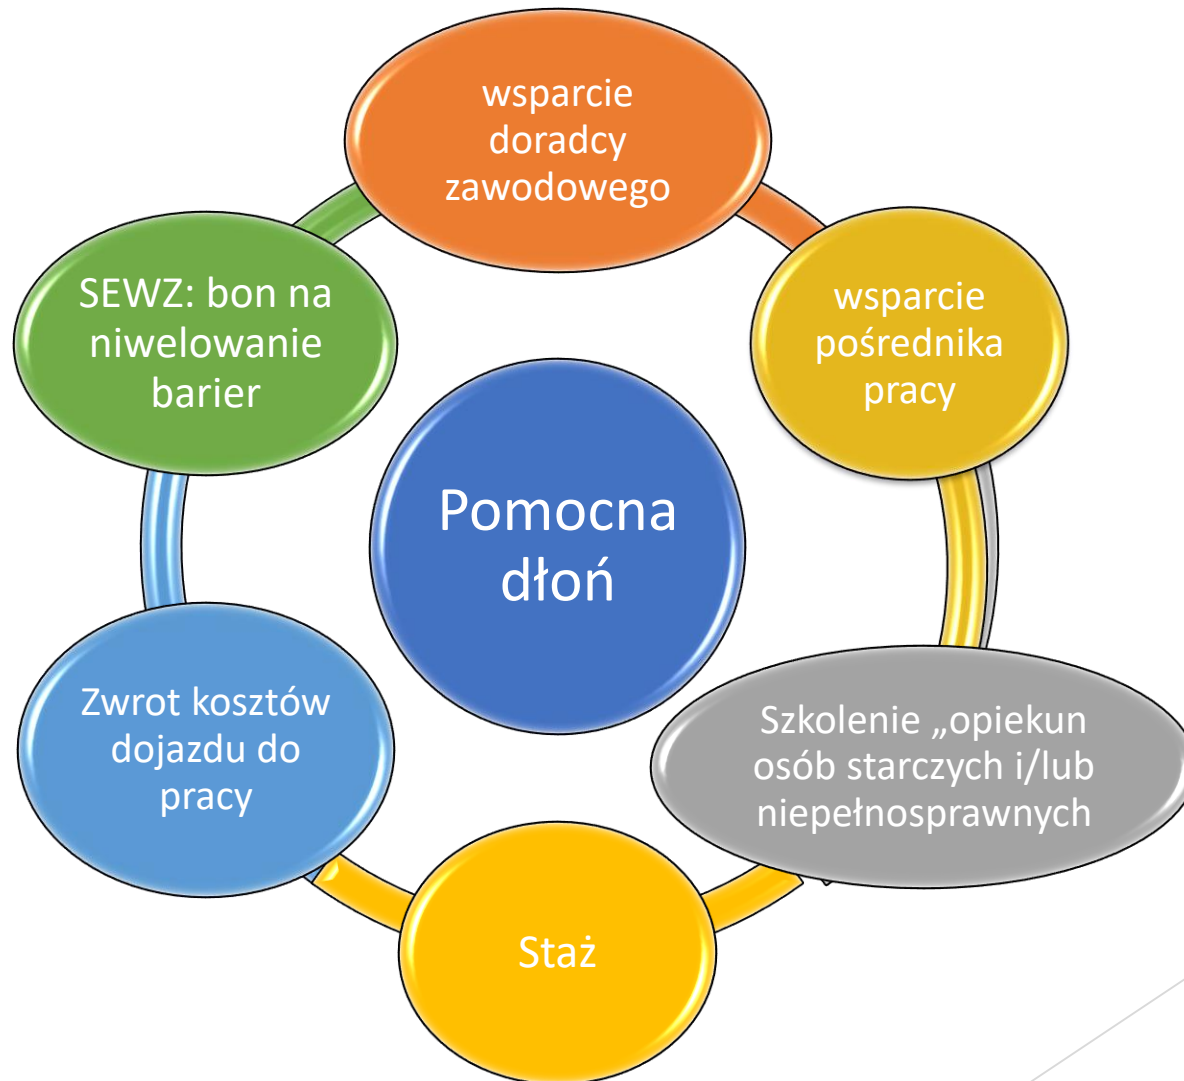 wsparcie
doradcy
zawodowego
wsparcie
pośrednika
pracy
Szkolenie „opiekun
osób starczych i/lub
niepełnosprawnych
Staż
Zwrot kosztów
dojazdu do
pracy
SEWZ: bon na
niwelowanie
barier
Pomocna
dłoń